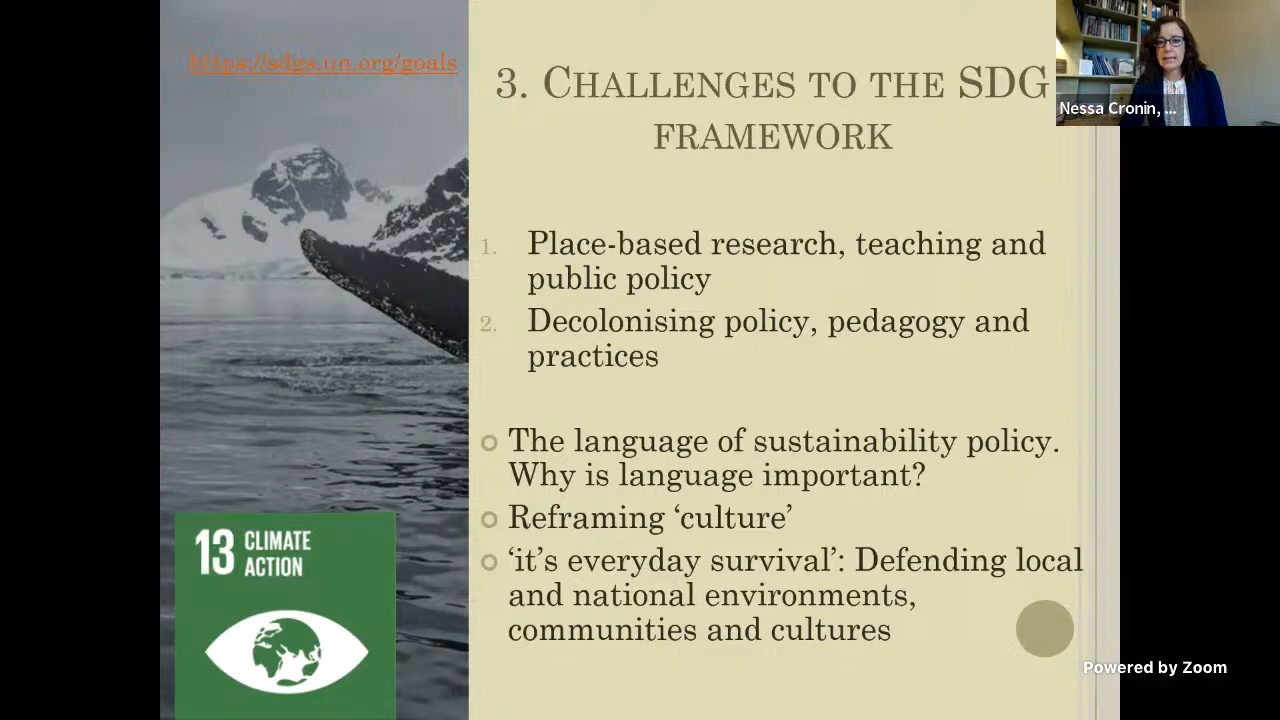 https://sdgs.un.org/goals
3. CHALLENGES TO THE SDG
FRAMEWORK
Nessa Cronin, ...
1. Place-based research, teaching and
public policy
2. Decolonising policy, pedagogy and
practices
The language of sustainability policy.
Why is language important?
Reframing ‘culture’
‘it’s everyday survival’: Defending local
and national environments,
communities and cultures
13 CLIMATE
ACTION
Powered by Zoom